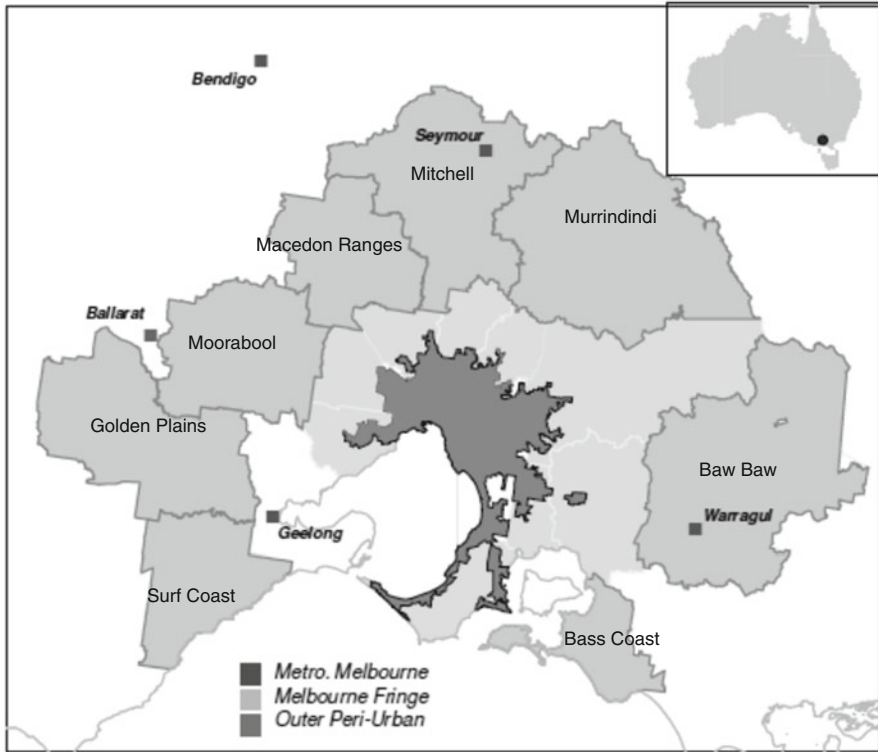 Bendigo
Seymour
Mitchell
Murrindindi
Macedon Ranges
Ballarat
Moorabool
Golden Plains
Baw Baw
Warragul
Geelong
Surf Coast
Bass Coast
Metro. Melbourne
Melbourne Fringe
Outer Peri-Urban